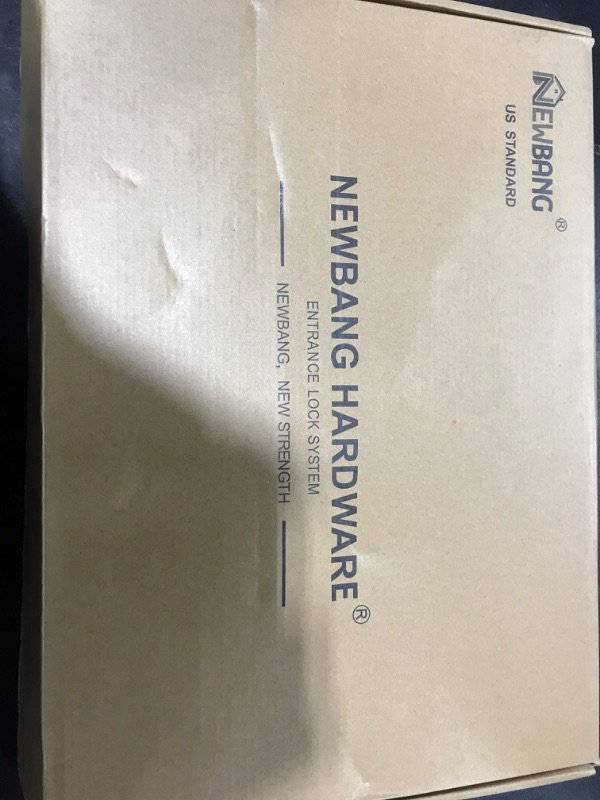 NEWBANG ®
US STANDARD
NEWBANG HARDWARE®
ENTRANCE LOCK SYSTEM
NEWBANG, NEW STRENGTH